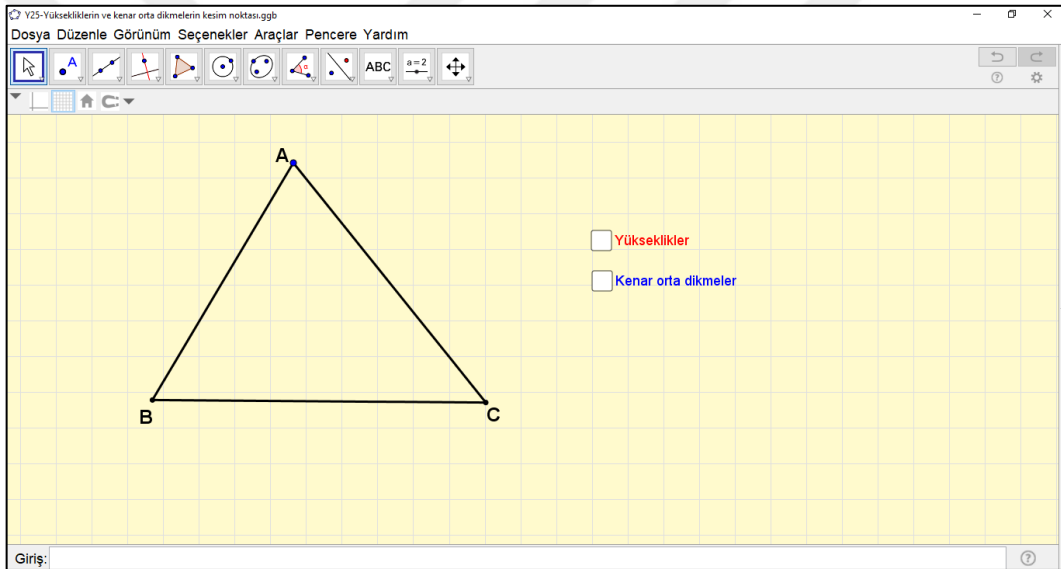 Y25-Yüksekliklerin ve kenar orta dikmelerin kesim noktası.ggb
Dosya Düzenle Görünüm Seçenekler Araçlar Pencere Yardım
A
ABC
a = 2
A
Yükseklikler
Kenar orta dikmeler
B
C
Giriş: